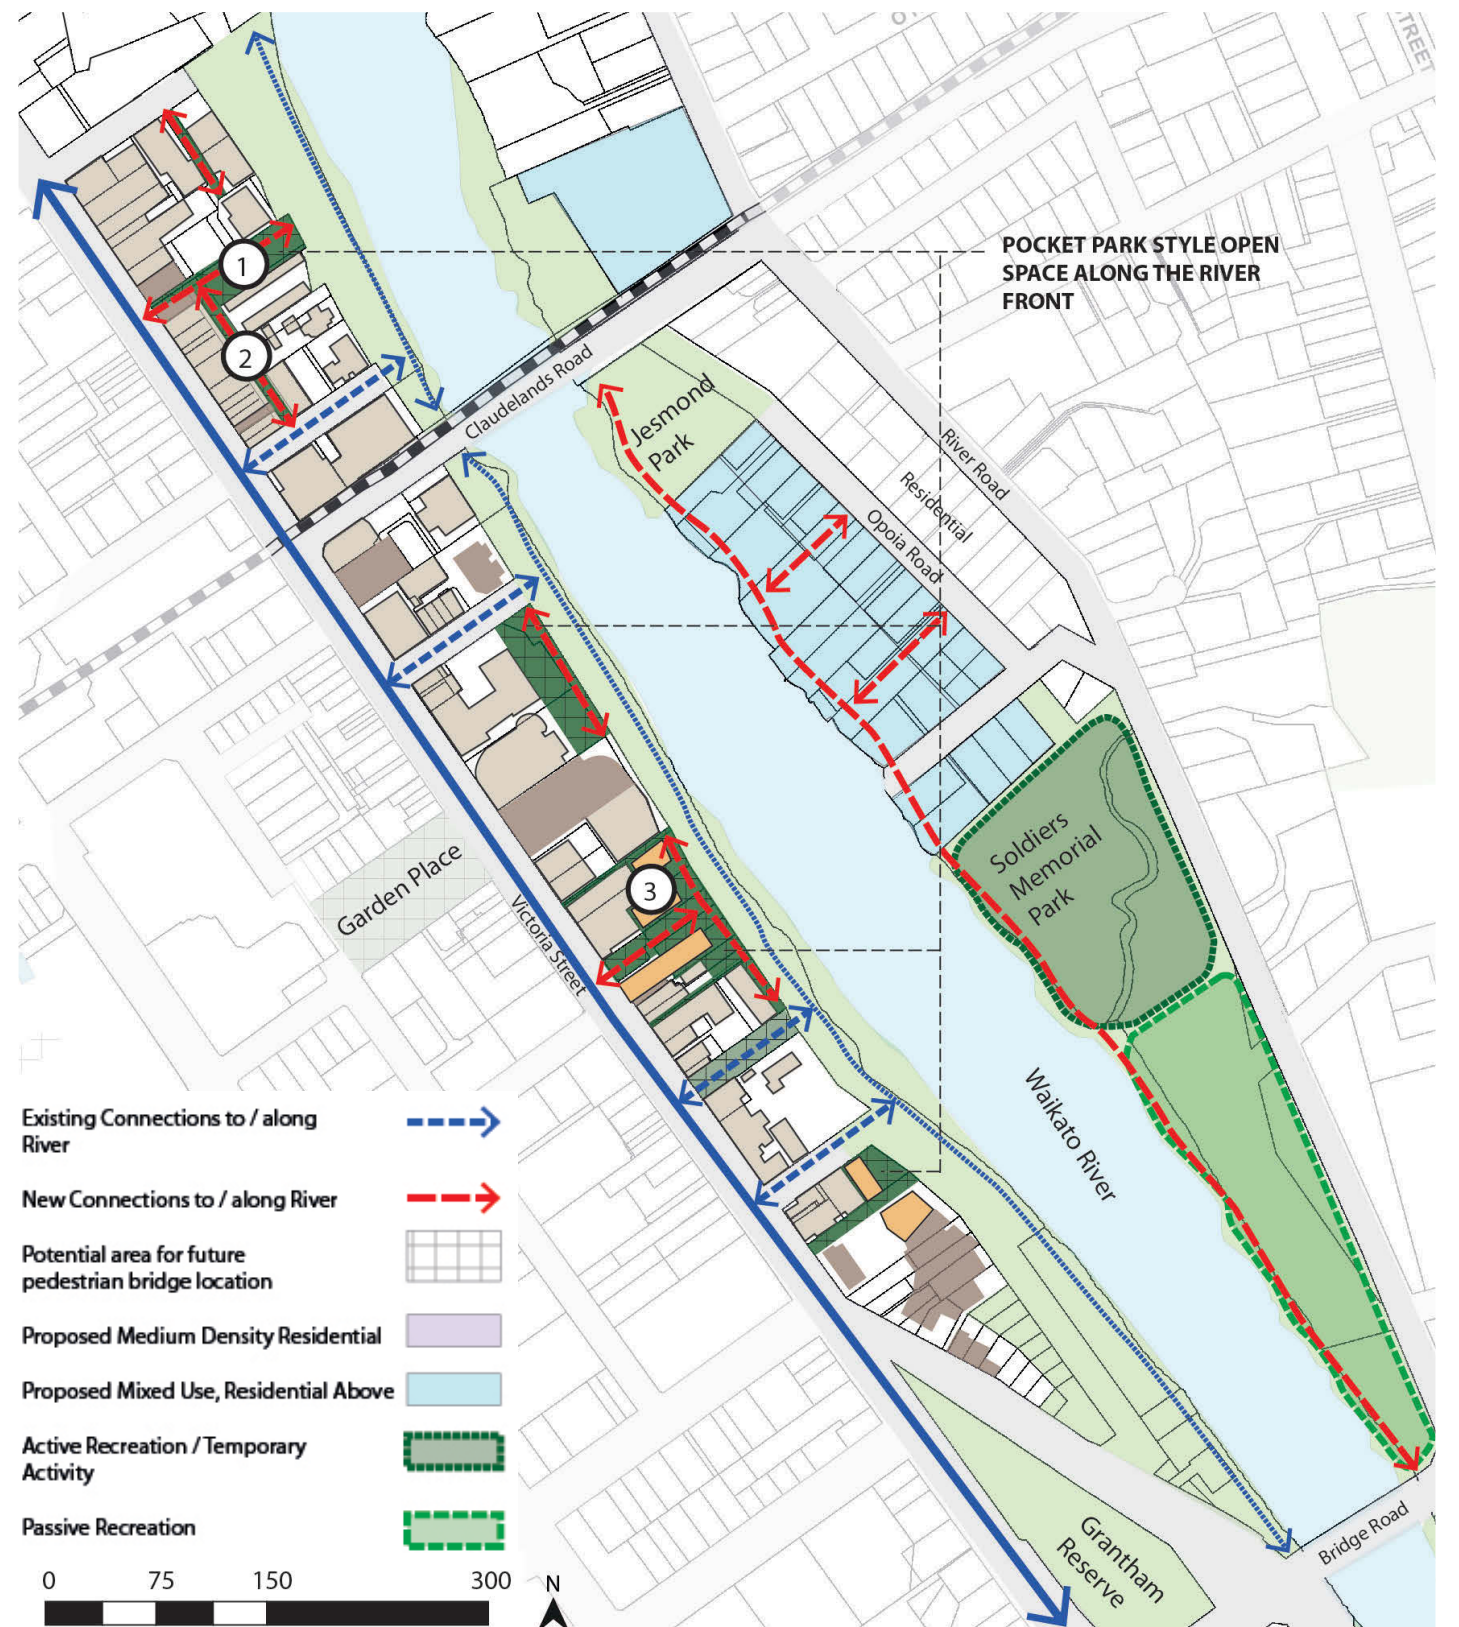 STREET
1
2
POCKET PARK STYLE OPEN
SPACE ALONG THE RIVER
FRONT
Claudelands Road
Jesmond
Park
River Road
Residential
Opoia Road
Garden Place
Victoria Street
3
Soldiers
Memorial
Park
Waikato River
Grantham
Reserve
Bridge Road
Existing Connections to / along
River
New Connections to / along River
Potential area for future
pedestrian bridge location
Proposed Medium Density Residential
Proposed Mixed Use, Residential Above
Active Recreation / Temporary
Activity
Passive Recreation
0 75 150 300
N